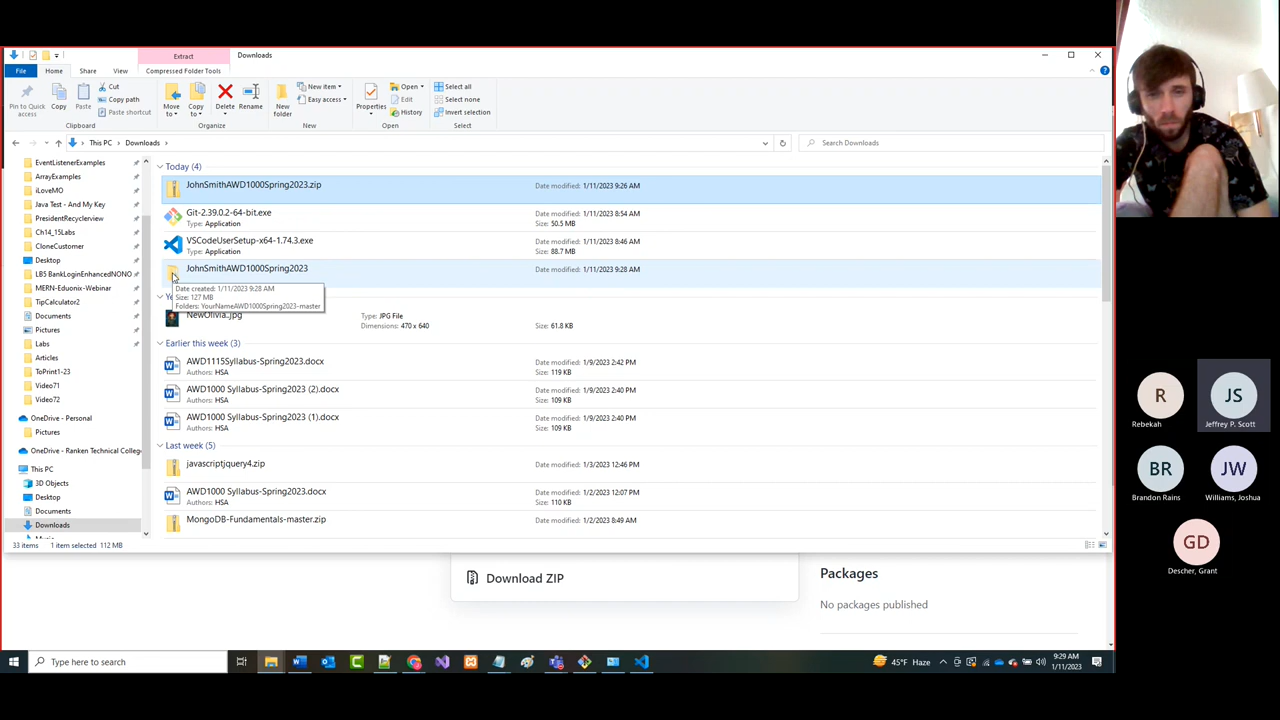 Extract
Downloads
File
Home
Share
View
Compressed Folder Tools
Pin to Quick access
Copy
Paste
Cut
Copy path
Paste shortcut
Clipboard
Move to
Copy to
Delete
Rename
Organize
New folder
New item
Easy access
New
Properties
Open
Edit
History
Open
Select all
Select none
Invert selection
Select
This PC
Downloads
Search Downloads
EventListenerExamples
ArrayExamples
iLoveMO
Java Test - And My Key
PresidentRecyclerview
Ch14_15Labs
CloneCustomer
Desktop
LB5 BankLoginEnhancedNONO
MERN-Eduonix-Webinar
TipCalculator2
Documents
Pictures
Labs
Articles
ToPrint1-23
Video71
Video72
OneDrive - Personal
Pictures
OneDrive - Ranken Technical College
This PC
3D Objects
Desktop
Documents
Downloads
Today (4)
JohnSmithAWD1000Spring2023.zip
Date modified: 1/11/2023 9:26 AM
Git-2.39.0.2-64-bit.exe
Type: Application
Date modified: 1/11/2023 8:54 AM
Size: 50.5 MB
VSCodeUserSetup-x64-1.74.3.exe
Type: Application
Date modified: 1/11/2023 8:46 AM
Size: 88.7 MB
JohnSmithAWD1000Spring2023
Date modified: 1/11/2023 9:28 AM
Date created: 1/11/2023 9:28 AM
Size: 127 MB
Folders: YourNameAWD1000Spring2023-master
NewOlivia..jpg
Type: JPG File
Dimensions: 470 x 640
Size: 61.8 KB
Earlier this week (3)
AWD1115Syllabus-Spring2023.docx
Authors: HSA
Date modified: 1/9/2023 2:42 PM
Size: 119 KB
AWD1000 Syllabus-Spring2023 (2).docx
Authors: HSA
Date modified: 1/9/2023 2:40 PM
Size: 109 KB
AWD1000 Syllabus-Spring2023 (1).docx
Authors: HSA
Date modified: 1/9/2023 2:40 PM
Size: 109 KB
Last week (5)
javascriptjquery4.zip
Date modified: 1/3/2023 12:46 PM
AWD1000 Syllabus-Spring2023.docx
Authors: HSA
Date modified: 1/2/2023 12:07 PM
Size: 110 KB
MongoDB-Fundamentals-master.zip
Date modified: 1/2/2023 8:49 AM
33 items
1 item selected 112 MB
Download ZIP
Packages
No packages published
Type here to search
45°F Haze
9:29 AM
1/11/2023
R
Rebekah
JS
Jeffrey P. Scott
BR
Brandon Rains
JW
Williams, Joshua
GD
Descher, Grant